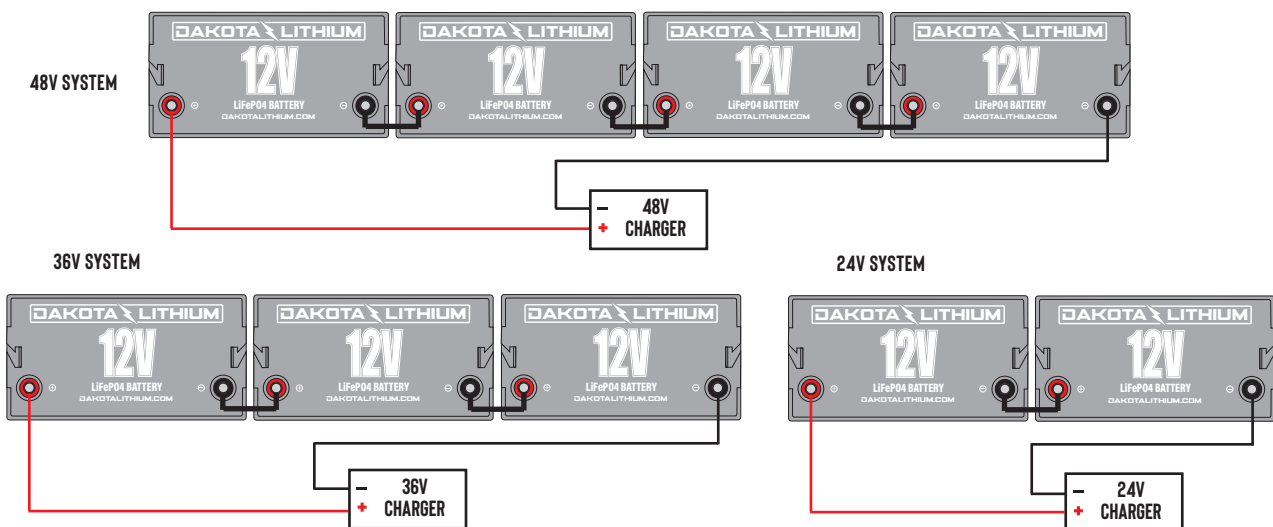 48V SYSTEM
DAKOTA LITHIUM
12V
LiFePO4 BATTERY
DAKOTALITHIUM.COM
DAKOTA LITHIUM
12V
LiFePO4 BATTERY
DAKOTALITHIUM.COM
DAKOTA LITHIUM
12V
LiFePO4 BATTERY
DAKOTALITHIUM.COM
DAKOTA LITHIUM
12V
LiFePO4 BATTERY
DAKOTALITHIUM.COM
- 48V
+ CHARGER
36V SYSTEM
DAKOTA LITHIUM
12V
LiFePO4 BATTERY
DAKOTALITHIUM.COM
DAKOTA LITHIUM
12V
LiFePO4 BATTERY
DAKOTALITHIUM.COM
DAKOTA LITHIUM
12V
LiFePO4 BATTERY
DAKOTALITHIUM.COM
- 36V
+ CHARGER
24V SYSTEM
DAKOTA LITHIUM
12V
LiFePO4 BATTERY
DAKOTALITHIUM.COM
DAKOTA LITHIUM
12V
LiFePO4 BATTERY
DAKOTALITHIUM.COM
- 24V
+ CHARGER